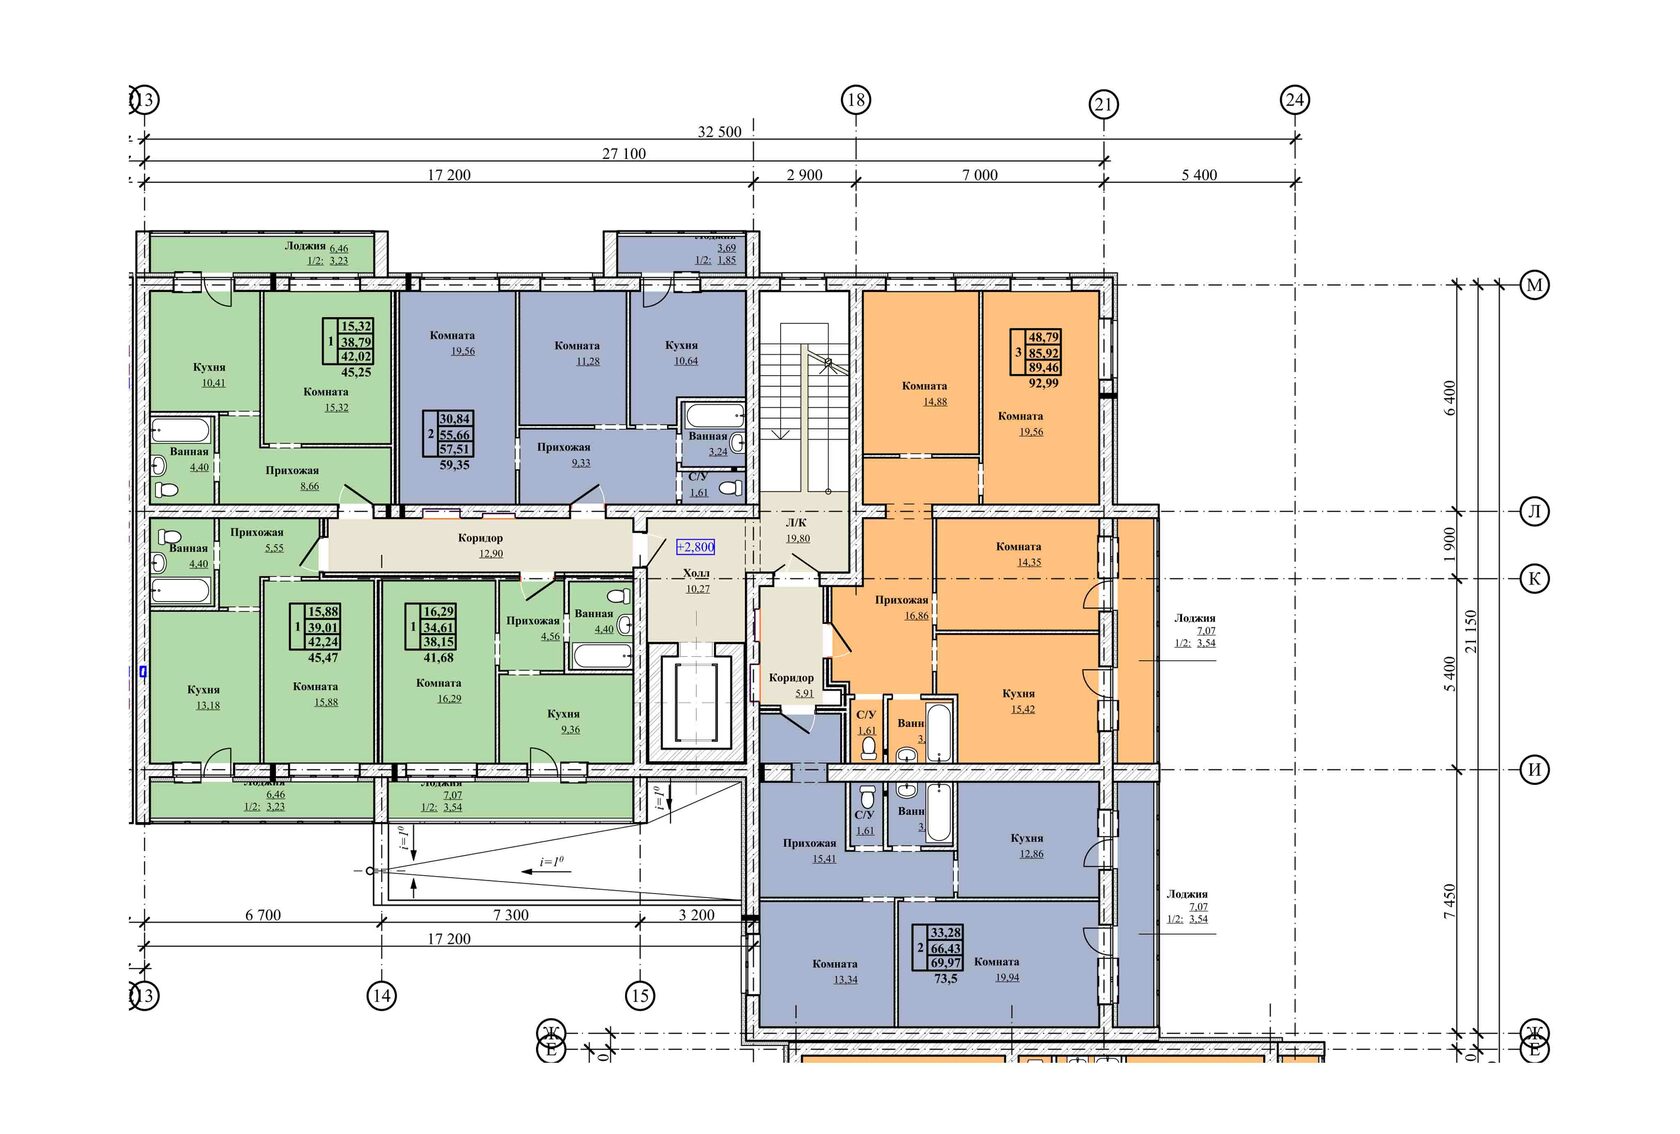 13
18
21
24
32 500
27 100
17 200
2 900
7 000
5 400
Лоджия 6,46
1/2: 3,23
Лоджия
3,69
1/2: 1,85
М
Кухня
10,41
1
15,32
38,79
42,02
45,25
Комната
15,32
Комната
19,56
Комната
11,28
Кухня
10,64
2
30,84
55,66
57,51
59,35
Комната
14,88
3
48,79
85,92
89,46
92,99
Комната
19,56
6 400
Ванная
4,40
Прихожая
8,66
Прихожая
9,33
Ванная
3,24
С/У
1,61
Л
Ванная
4,40
Прихожая
5,55
Коридор
12,90
+2,800
Холл
10,27
Л/К
19,80
Комната
14,35
1 900
К
1
15,88
39,01
42,24
45,47
1
16,29
34,61
38,15
41,68
Прихожая
4,56
Ванная
4,40
Прихожая
16,86
Лоджия
7,07
1/2: 3,54
21 150
Кухня
13,18
Комната
15,88
Комната
16,29
Кухня
9,36
Коридор
5,91
Кухня
15,42
5 400
С/У
1,61
Ванн
3,
И
Лоджия
6,46
1/2: 3,23
Лоджия
7,07
1/2: 3,54
i=1⁰
i=1⁰
i=1⁰
Прихожая
15,41
С/У
1,61
Ванн
3,
Кухня
12,86
Лоджия
7,07
1/2: 3,54
7 450
6 700
7 300
3 200
17 200
Комната
13,34
2
33,28
66,43
69,97
73,5
Комната
19,94
13
14
15
Ж
Е
Ж
Е
0
0